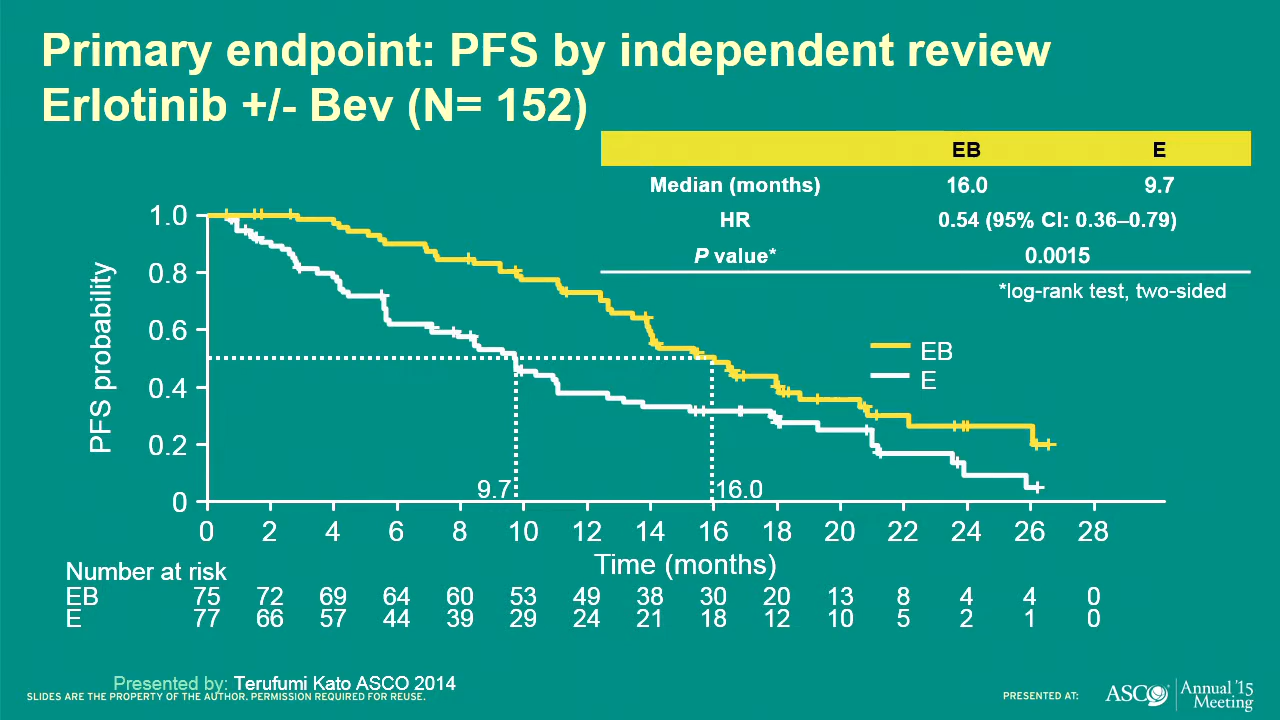 Primary endpoint: PFS by independent review
Erlotinib +/- Bev (N= 152)
EB E
Median (months) 16.0 9.7
HR 0.54 (95% CI: 0.36–0.79)
P value* 0.0015
*log-rank test, two-sided
PFS probability
1.0
0.8
0.6
0.4
0.2
0
EB
E
9.7
16.0
0 2 4 6 8 10 12 14 16 18 20 22 24 26 28
Time (months)
Number at risk
EB 75 72 69 64 60 53 49 38 30 20 13 8 4 4 0
E 77 66 57 44 39 29 24 21 18 12 10 5 2 1 0
Presented by: Terufumi Kato ASCO 2014
SLIDES ARE THE PROPERTY OF THE AUTHOR. PERMISSION REQUIRED FOR REUSE.
PRESENTED AT:
ASCO
Annual '15
Meeting